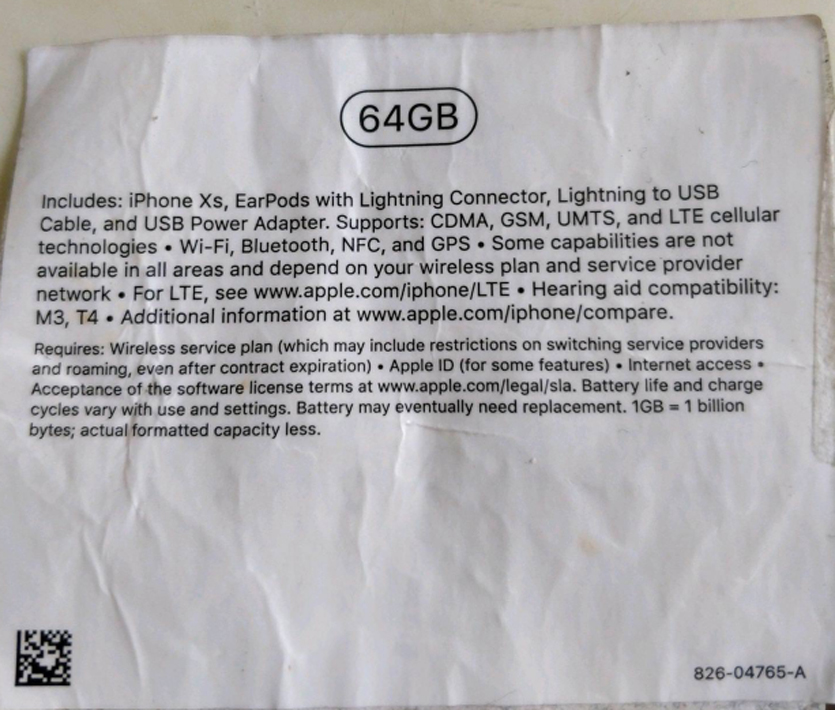 64GB
Includes: iPhone Xs, EarPods with Lightning Connector, Lightning to USB
Cable, and USB Power Adapter. Supports: CDMA, GSM, UMTS, and LTE cellular
technologies • Wi-Fi, Bluetooth, NFC, and GPS • Some capabilities are not
available in all areas and depend on your wireless plan and service provider
network • For LTE, see www.apple.com/iphone/LTE • Hearing aid compatibility:
M3, T4 • Additional information at www.apple.com/iphone/compare.
Requires: Wireless service plan (which may include restrictions on switching service providers
and roaming, even after contract expiration) • Apple ID (for some features) • Internet access •
Acceptance of the software license terms at www.apple.com/legal/sla. Battery life and charge
cycles vary with use and settings. Battery may eventually need replacement. 1GB = 1 billion
bytes; actual formatted capacity less.
826-04765-A